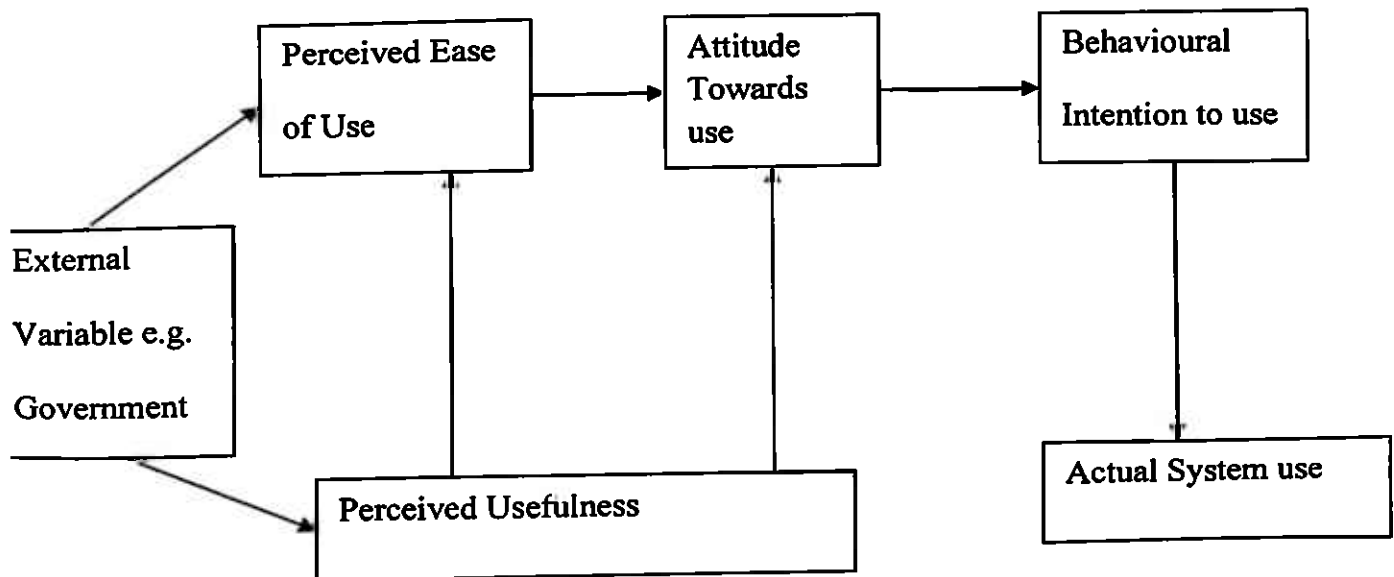 Perceived Ease
of Use
Attitude
Towards
use
Behavioural
Intention to use
External
Variable e.g.
Government
Perceived Usefulness
Actual System use